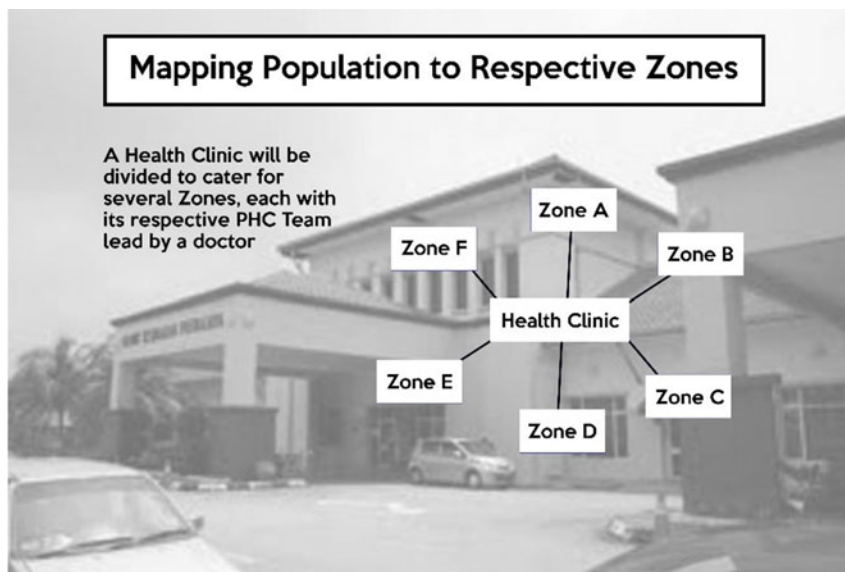 Mapping Population to Respective Zones
A Health Clinic will be
divided to cater for
several Zones, each with
its respective PHC Team
lead by a doctor
Zone A
Zone F
Zone B
Health Clinic
Zone E
Zone C
Zone D